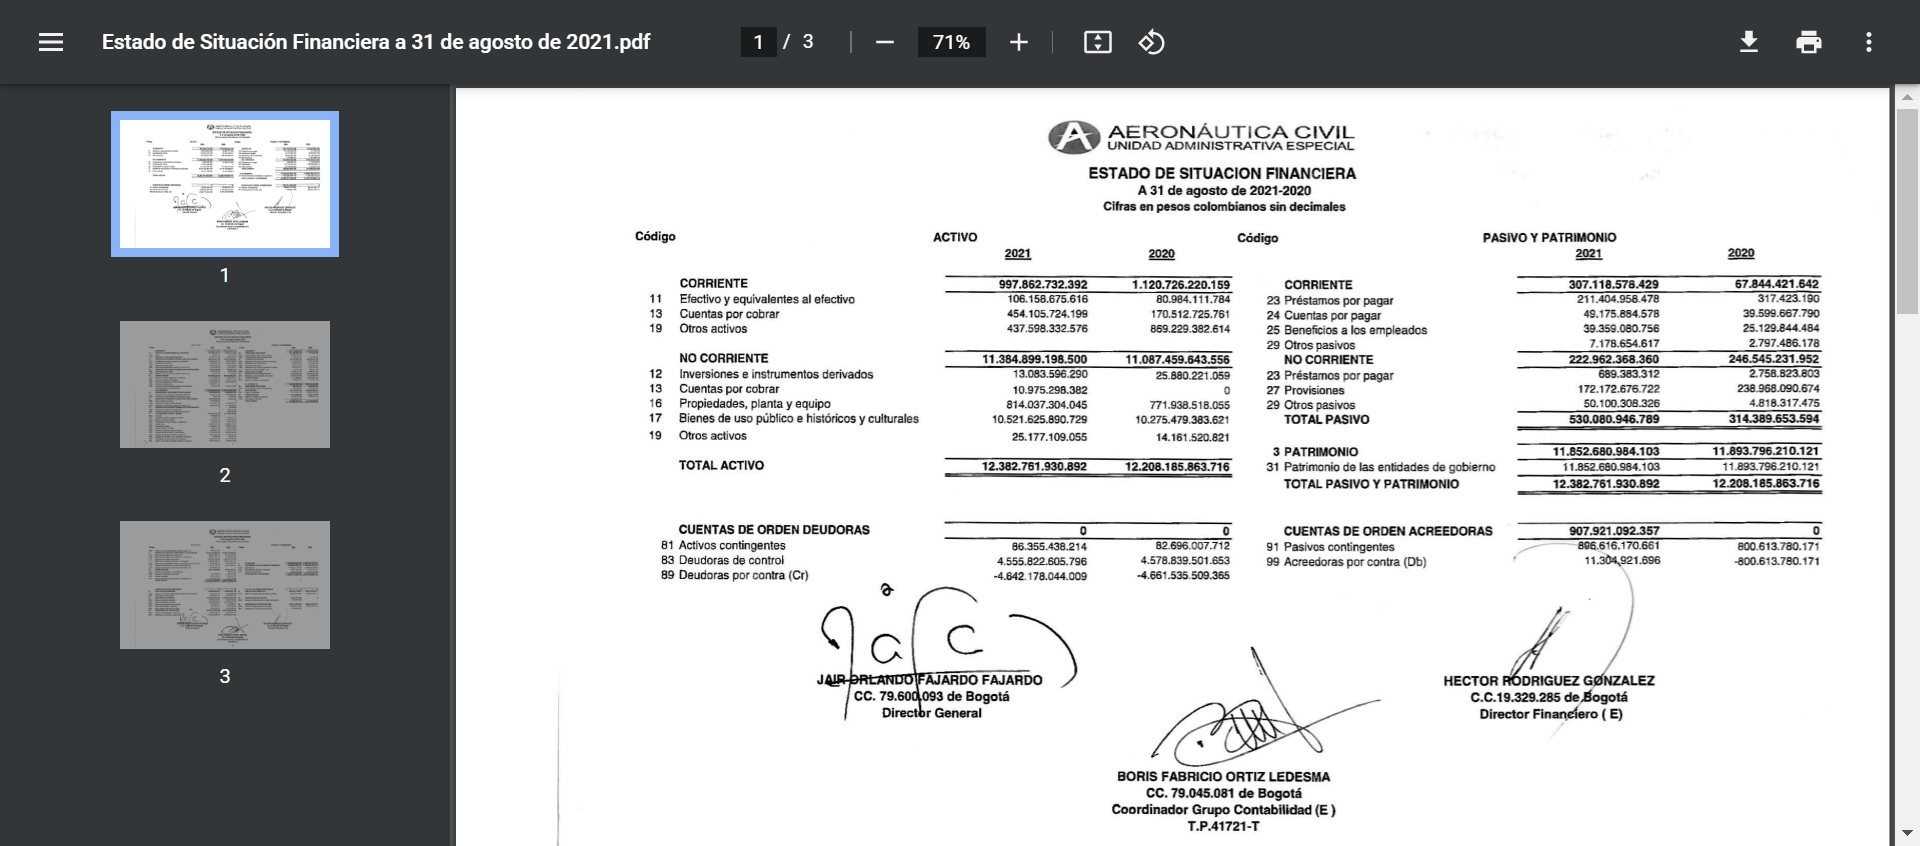 Estado de Situación Financiera a 31 de agosto de 2021.pdf
1 / 3
71%
1
2
3
AERONÁUTICA CIVIL
UNIDAD ADMINISTRATIVA ESPECIAL
ESTADO DE SITUACION FINANCIERA
A 31 de agosto de 2021-2020
Cifras en pesos colombianos sin decimales
Código ACTIVO
2021 2020
CORRIENTE 997.862.732.392 1.120.726.220.159
11 Efectivo y equivalentes al efectivo 106.158.675.616 80.984.111.784
13 Cuentas por cobrar 454.105.724.199 170.512.725.761
19 Otros activos 437.598.332.576 869.229.382.614
NO CORRIENTE 11.384.899.198.500 11.087.459.643.556
12 Inversiones e instrumentos derivados 13.083.596.290 25.880.221.059
13 Cuentas por cobrar 10.975.298.382 0
16 Propiedades, planta y equipo 814.037.304.045 771.938.518.055
17 Bienes de uso público e históricos y culturales 10.521.625.890.729 10.275.479.383.621
19 Otros activos 25.177.109.055 14.161.520.821
TOTAL ACTIVO 12.382.761.930.892 12.208.185.863.716
CUENTAS DE ORDEN DEUDORAS 0 0
81 Activos contingentes 86.355.438.214 82.696.007.712
83 Deudoras de control 4.555.822.605.796 4.578.839.501.653
89 Deudoras por contra (Cr) -4.642.178.044.009 -4.661.535.509.365
Código PASIVO Y PATRIMONIO
2021 2020
CORRIENTE 307.118.578.429 67.844.421.642
23 Préstamos por pagar 211.404.958.478 317.423.190
24 Cuentas por pagar 49.175.884.578 39.599.667.790
25 Beneficios a los empleados 39.359.080.756 25.129.844.484
29 Otros pasivos 7.178.654.617 2.797.486.178
NO CORRIENTE 222.962.368.360 246.545.231.952
23 Préstamos por pagar 689.383.312 2.758.823.803
27 Provisiones 172.172.676.722 238.968.090.674
29 Otros pasivos 50.100.308.326 4.818.317.475
TOTAL PASIVO 530.080.946.789 314.389.653.594
3 PATRIMONIO 11.852.680.984.103 11.893.796.210.121
31 Patrimonio de las entidades de gobierno 11.852.680.984.103 11.893.796.210.121
TOTAL PASIVO Y PATRIMONIO 12.382.761.930.892 12.208.185.863.716
CUENTAS DE ORDEN ACREEDORAS 907.921.092.357 0
91 Pasivos contingentes 896.616.170.661 800.613.780.171
99 Acreedoras por contra (Db) 11.304.921.696 -800.613.780.171
JAIR ORLANDO FAJARDO FAJARDO
CC. 79.600.093 de Bogotá
Director General
HECTOR RODRIGUEZ GONZALEZ
C.C.19.329.285 de Bogotá
Director Financiero ( E)
BORIS FABRICIO ORTIZ LEDESMA
CC. 79.045.081 de Bogotá
Coordinador Grupo Contabilidad (E )
T.P.41721-T